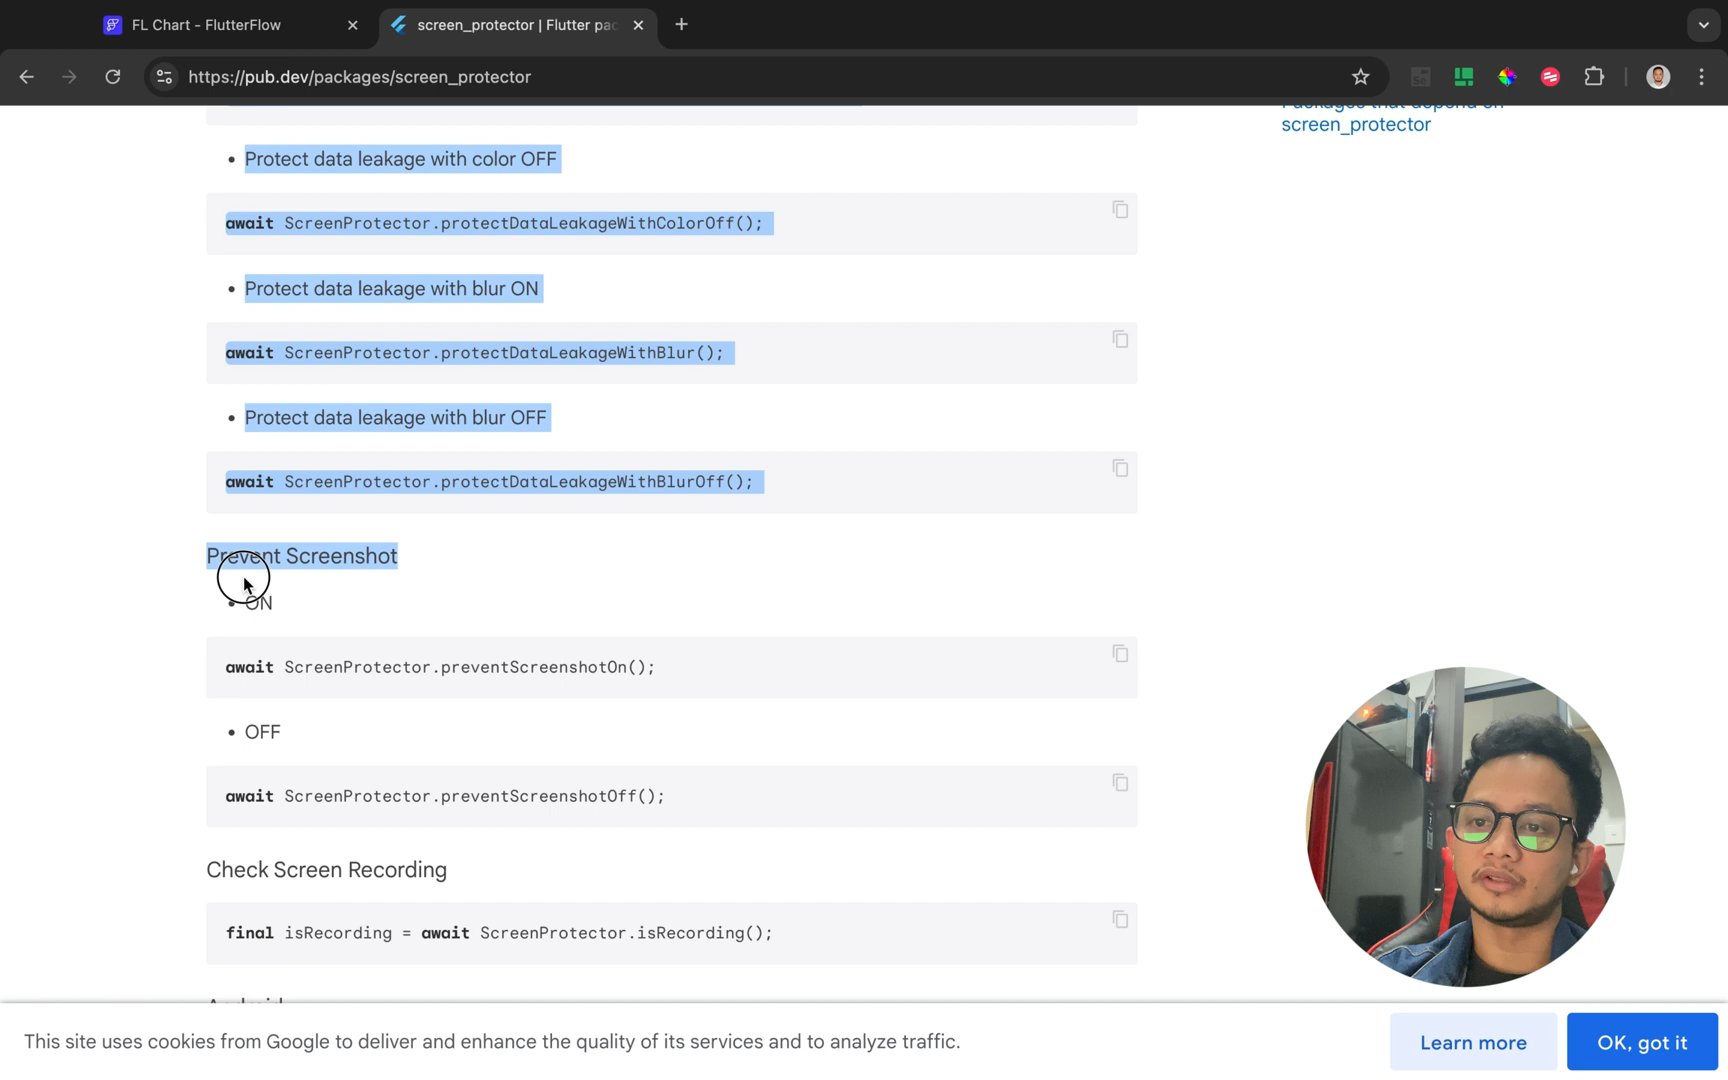 FL Chart - FlutterFlow
screen_protector | Flutter pac
https://pub.dev/packages/screen_protector
screen_protector
Protect data leakage with color OFF
await ScreenProtector.protectDataLeakageWithColorOff();
Protect data leakage with blur ON
await ScreenProtector.protectDataLeakageWithBlur();
Protect data leakage with blur OFF
await ScreenProtector.protectDataLeakageWithBlurOff();
Prevent Screenshot
ON
await ScreenProtector.preventScreenshotOn();
OFF
await ScreenProtector.preventScreenshotOff();
Check Screen Recording
final isRecording = await ScreenProtector.isRecording();
This site uses cookies from Google to deliver and enhance the quality of its services and to analyze traffic.
Learn more
OK, got it